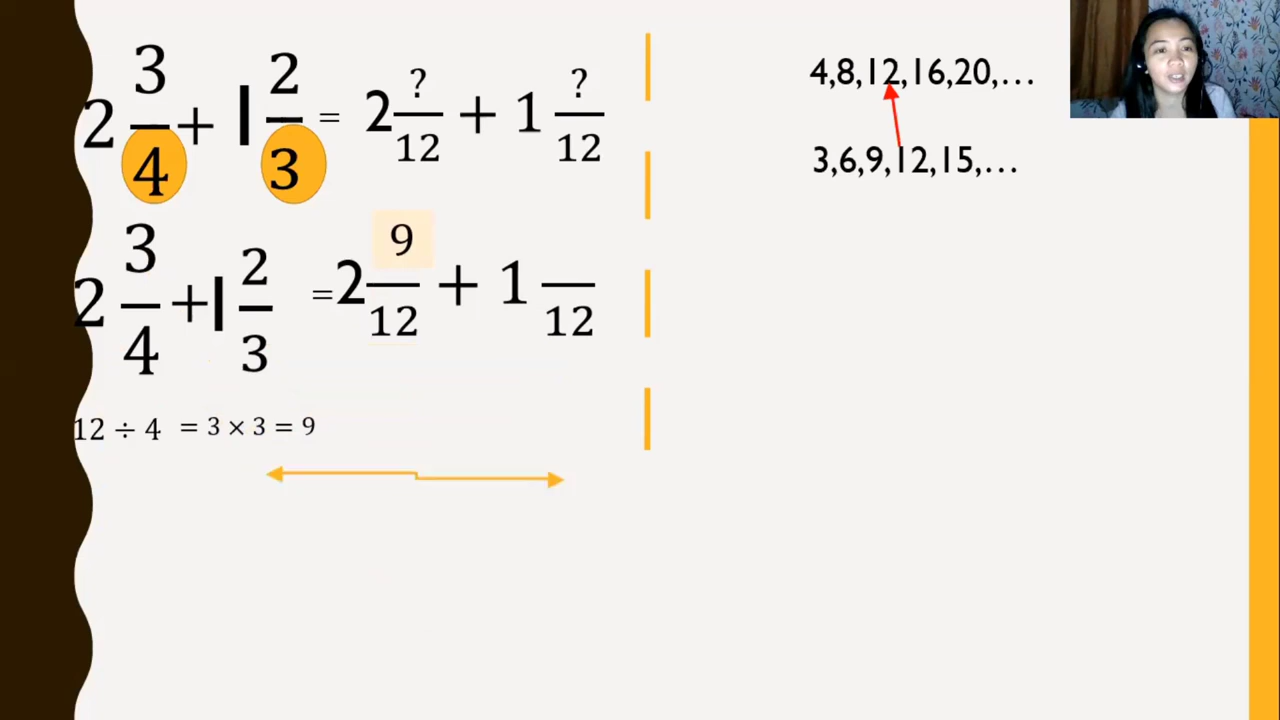 2 3/4 + 1 2/3 = 2 ?/12 + 1 ?/12
2 3/4 + 1 2/3 = 2 9/12 + 1 /12
12 ÷ 4 = 3 × 3 = 9
4,8,12,16,20,...
3,6,9,12,15,...